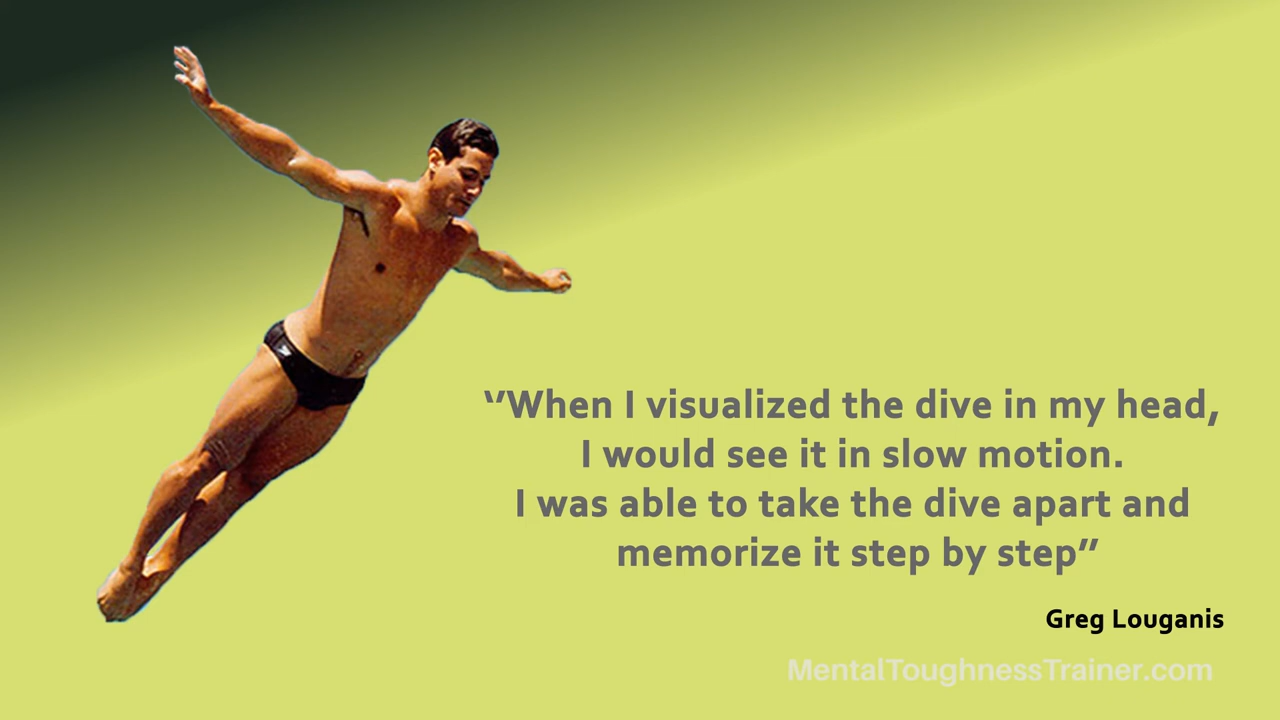 ‘’When I visualized the dive in my head,
I would see it in slow motion.
I was able to take the dive apart and
memorize it step by step”
Greg Louganis
MentalToughnessTrainer.com